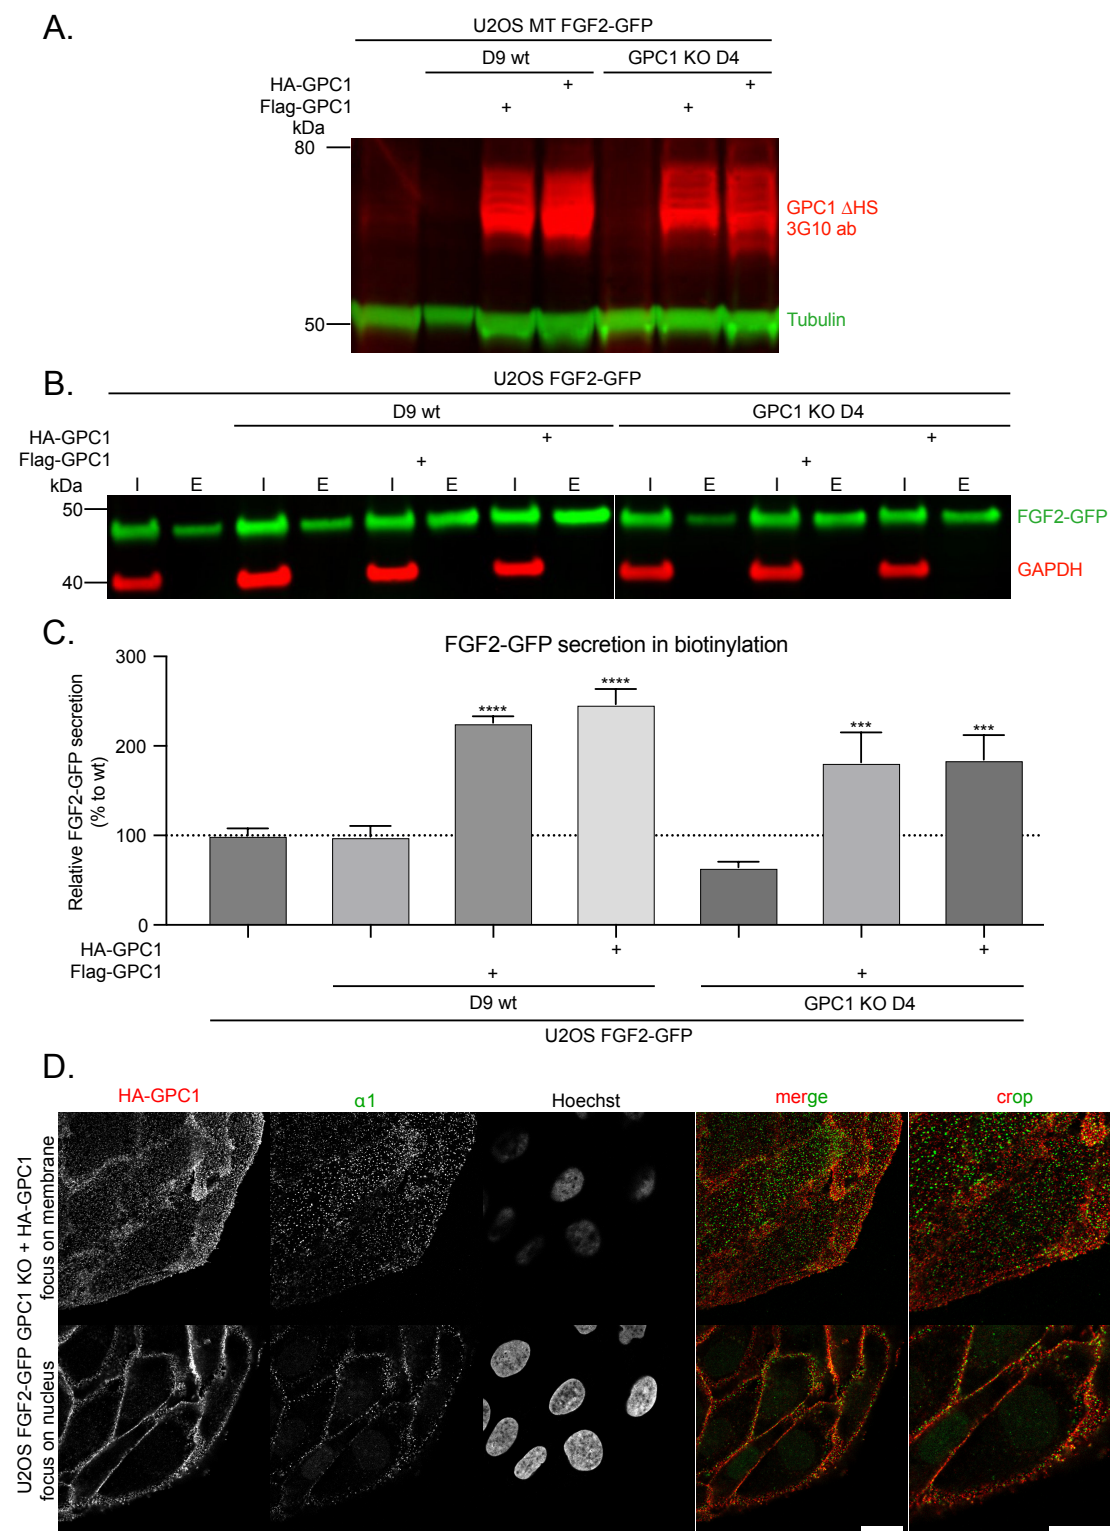 A.
U2OS MT FGF2-GFP
D9 wt GPC1 KO D4
HA-GPC1 + +
Flag-GPC1 + +
kDa
80
GPC1 ΔHS
3G10 ab
50
Tubulin
B.
U2OS FGF2-GFP
D9 wt GPC1 KO D4
HA-GPC1 + +
Flag-GPC1 + +
kDa I E I E I E I E I E I E I E
50
FGF2-GFP
40
GAPDH
C.
FGF2-GFP secretion in biotinylation
Relative FGF2-GFP secretion
(% to wt)
300
200
100
0
**** **** *** ***
HA-GPC1 + +
Flag-GPC1 + +
D9 wt GPC1 KO D4
U2OS FGF2-GFP
D.
HA-GPC1 α1 Hoechst merge crop
U2OS FGF2-GFP GPC1 KO + HA-GPC1
focus on membrane
focus on nucleus